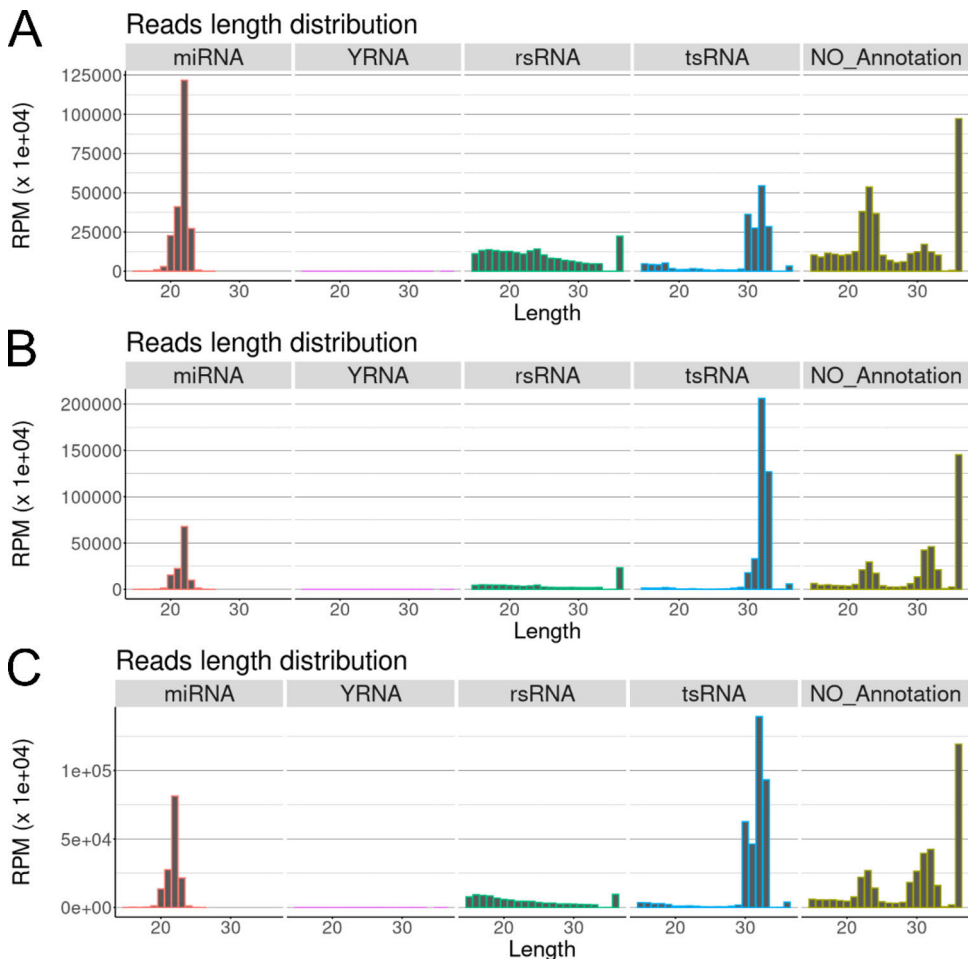 A
Reads length distribution
miRNA YRNA rsRNA tsRNA NO_Annotation
RPM (x 1e+04)
125000
100000
75000
50000
25000
0
20 30 20 30 20 30 20 30 20 30
Length
B
Reads length distribution
miRNA YRNA rsRNA tsRNA NO_Annotation
RPM (x 1e+04)
200000
150000
100000
50000
0
20 30 20 30 20 30 20 30 20 30
Length
C
Reads length distribution
miRNA YRNA rsRNA tsRNA NO_Annotation
RPM (x 1e+04)
1e+05
5e+04
0e+00
20 30 20 30 20 30 20 30 20 30
Length